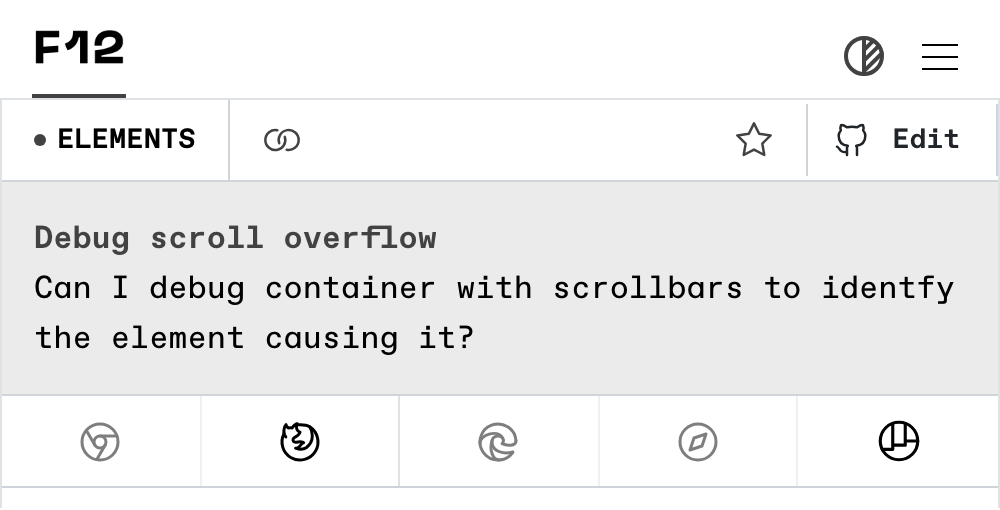 F12
ELEMENTS
Edit
Debug scroll overflow
Can I debug container with scrollbars to identfy
the element causing it?